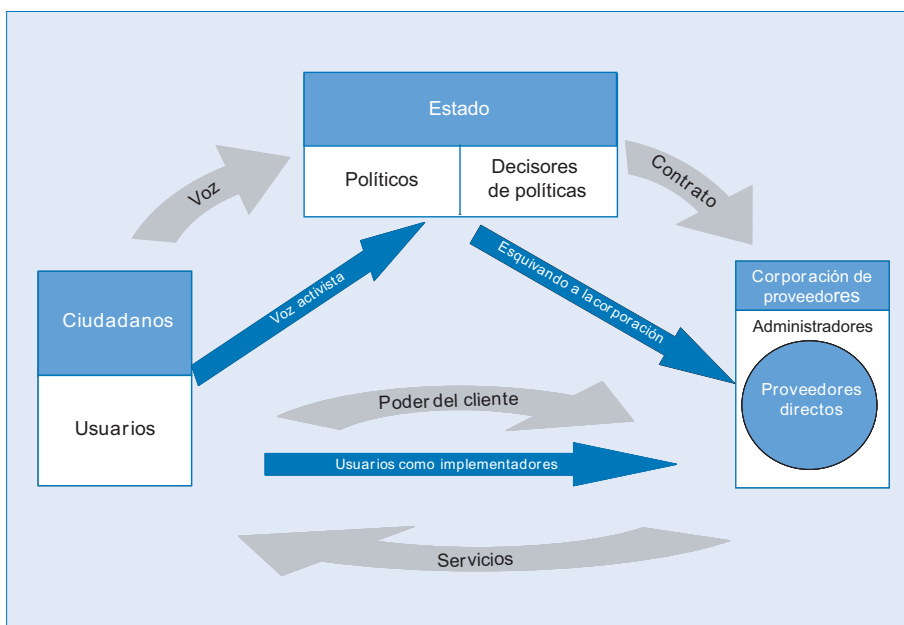 Estado
Políticos
Decisores
de políticas
Voz
Contrato
Ciudadanos
Usuarios
Voz activista
Esquivando a lacorporación
Corporación de
proveedores
Administradores
Proveedores
directos
Poder del cliente
Usuarios como implementadores
Servicios